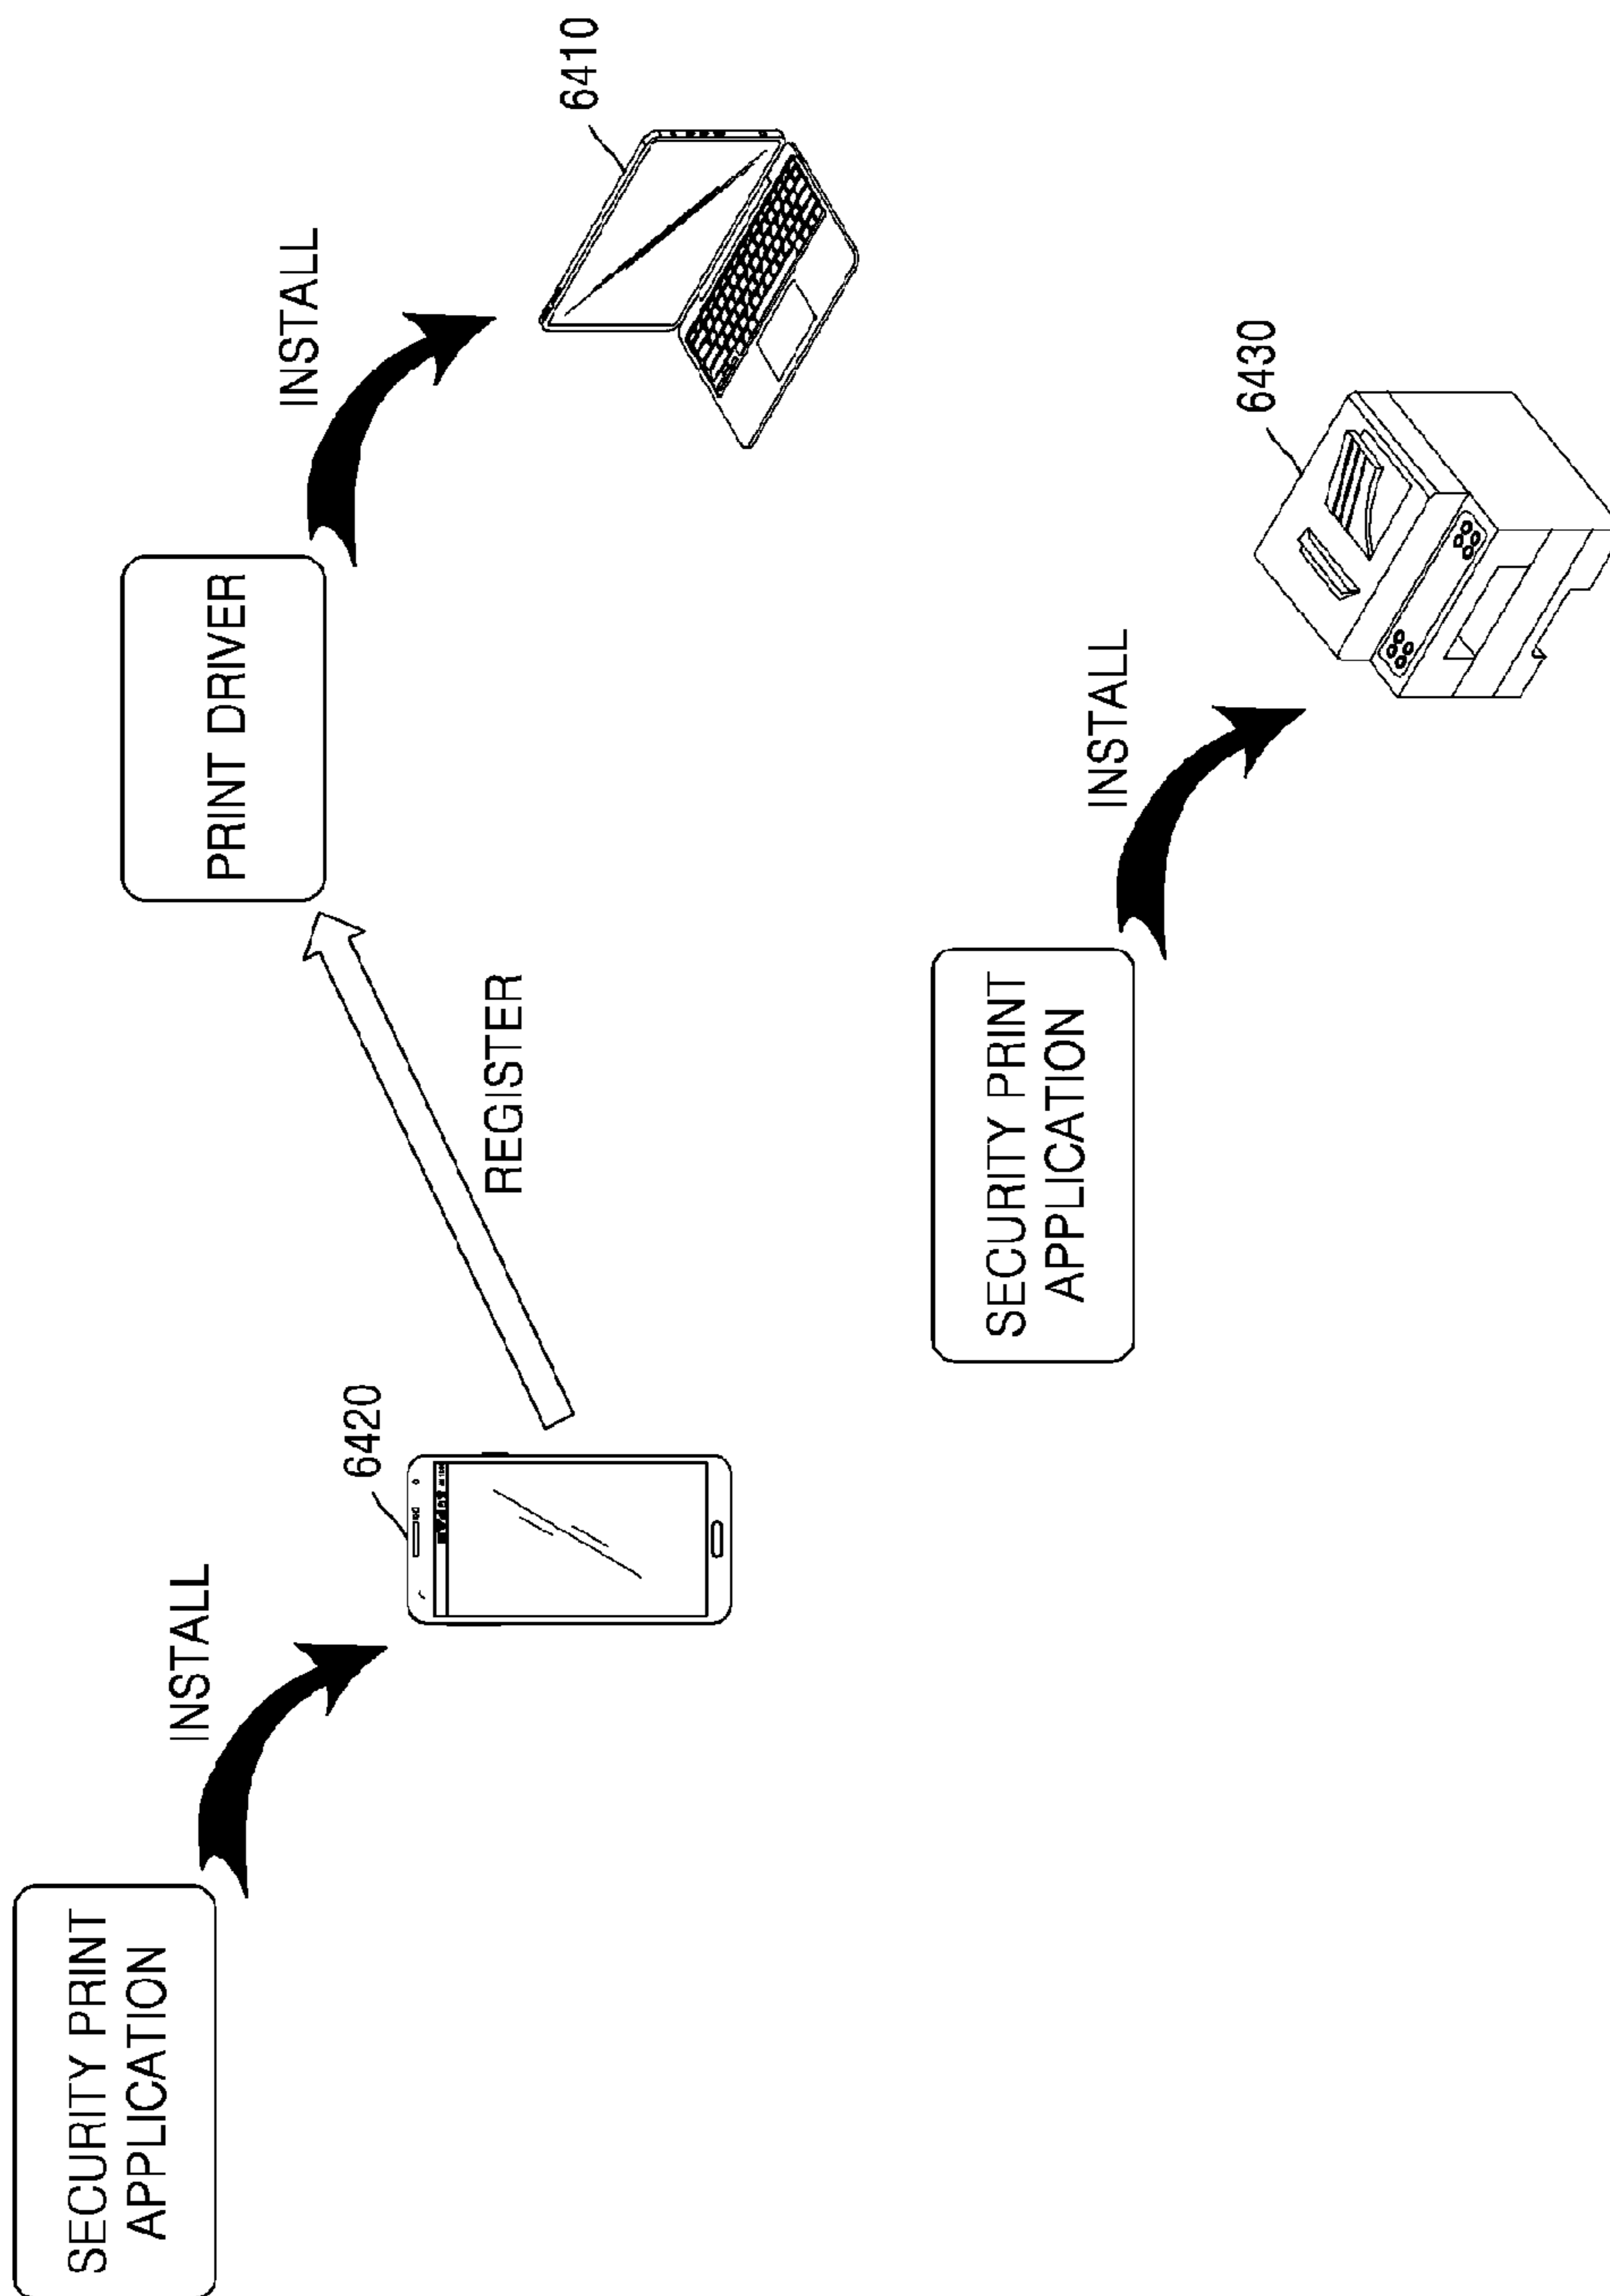 SECURITY PRINT
APPLICATION
INSTALL
6420
REGISTER
PRINT DRIVER
INSTALL
6410
SECURITY PRINT
APPLICATION
INSTALL
6430